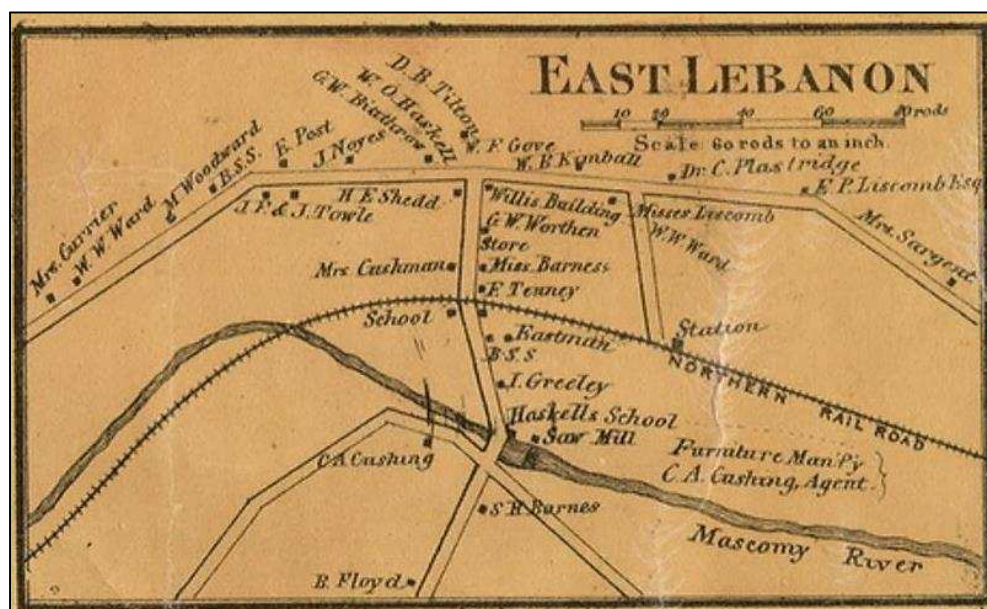 EAST LEBANON
10 20 40 60 80 rods
Scale 60 rods to an inch.
D. B. Tilton
W. O. Haskell
G. W. Binthrow
F Gove
W. B Kimball
Dr. C. Plastridge
E. P. Liscomb Esq
Mrs. Sargent
J. Noyes
E. Post
B. S. S.
M Woodward
W. W. Ward
Mrs. Currier
J. F. & J. Towle
H E Shedd
Willis. Building
G. W. Worthen
Store
Misses Liscomb
W. W. Ward
Mrs. Cushman
Miss. Barness
F. Tenney
School
Eastman
B. S. S
Station
NORTHERN RAIL ROAD
I. Greeley
Haskells School
Saw Mill
C A Cushing
Furniture Man'f'y
C. A. Cushing, Agent.
S H Barnes
B. Floyd
Mascomy River